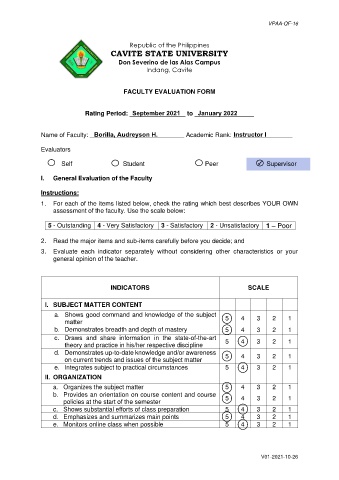 VPAA-QF-16
Republic of the Philippines
CAVITE STATE UNIVERSITY
Don Severino de las Alas Campus
Indang, Cavite
FACULTY EVALUATION FORM
Rating Period: September 2021 to January 2022
Name of Faculty: Borilla, Audreyson H. Academic Rank: Instructor I
Evaluators
Self Student Peer Supervisor
I. General Evaluation of the Faculty
Instructions:
1. For each of the items listed below, check the rating which best describes YOUR OWN
assessment of the faculty. Use the scale below:
5 - Outstanding 4 - Very Satisfactory 3 - Satisfactory 2 - Unsatisfactory 1 – Poor
2. Read the major items and sub-items carefully before you decide; and
3. Evaluate each indicator separately without considering other characteristics or your
general opinion of the teacher.
INDICATORS SCALE
I. SUBJECT MATTER CONTENT
a. Shows good command and knowledge of the subject
matter 5 4 3 2 1
b. Demonstrates breadth and depth of mastery 5 4 3 2 1
c. Draws and share information in the state-of-the-art
theory and practice in his/her respective discipline 5 4 3 2 1
d. Demonstrates up-to-date knowledge and/or awareness
on current trends and issues of the subject matter 5 4 3 2 1
e. Integrates subject to practical circumstances 5 4 3 2 1
II. ORGANIZATION
a. Organizes the subject matter 5 4 3 2 1
b. Provides an orientation on course content and course
policies at the start of the semester 5 4 3 2 1
c. Shows substantial efforts of class preparation 5 4 3 2 1
d. Emphasizes and summarizes main points 5 4 3 2 1
e. Monitors online class when possible 5 4 3 2 1
V01-2021-10-26